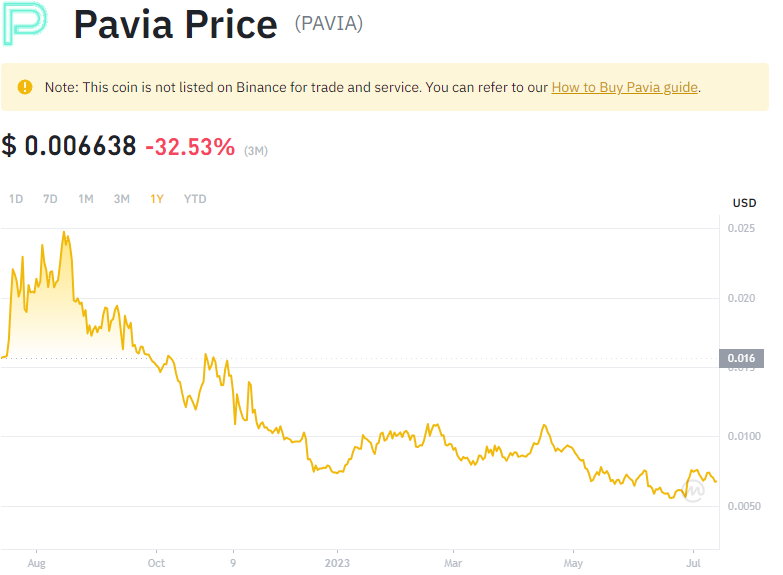 Pavia Price (PAVIA)
Note: This coin is not listed on Binance for trade and service. You can refer to our How to Buy Pavia guide.
$ 0.006638 -32.53% (3M)
1D 7D 1M 3M 1Y YTD
USD
0.025
0.020
0.016
0.015
0.0100
0.0050
Aug Oct 9 2023 Mar May Jul